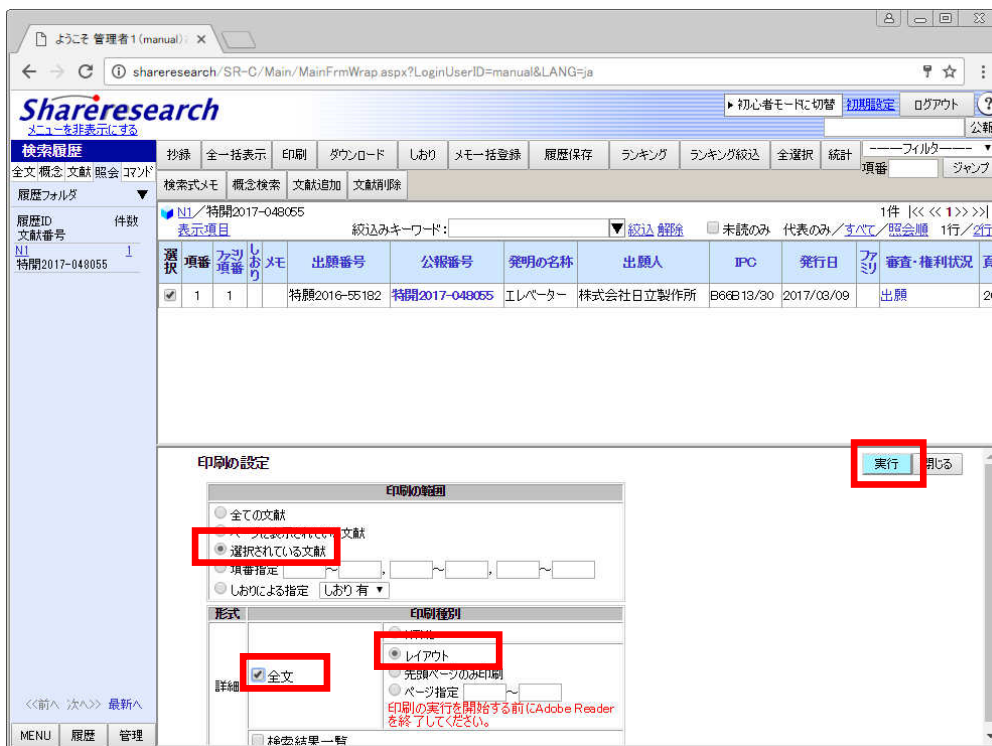 ようこそ 管理者1(manual)
shareresearch/SR-C/Main/MainFrmWrap.aspx?LoginUserID=manual&LANG=ja
Shareresearch
メニューを非表示にする
▶初心者モードに切替 初期設定 ログアウト ?
公報
検索履歴
全文 概念 文献 照会 コマンド
履歴フォルダ ▼
履歴ID 件数
文献番号
N1 1
特開2017-048055
抄録 全一括表示 印刷 ダウンロード しおり メモ一括登録 履歴保存 ランキング ランキング絞込 全選択 統計
-----フィルター---- ▼
項番 ジャンプ
検索式メモ 概念検索 文献追加 文献削除
N1/特開2017-048055
1件 |<< << 1 >> >>|
表示項目 絞込みキーワード: ▼ 絞込 解除 未読のみ 代表のみ/すべて/照会順 1行/2行
選択 項番 ファミリ項番 しおり メモ 出願番号 公報番号 発明の名称 出願人 IPC 発行日 ファミリ 審査・権利状況 頁
1 1 特願2016-55182 特開2017-048055 エレベーター 株式会社日立製作所 B66B13/30 2017/03/09 出願
印刷の設定
実行 閉じる
印刷の範囲
全ての文献
ページに表示されている文献
選択されている文献
項番指定 ～ , ～ , ～
しおりによる指定 しおり 有 ▼
形式 印刷種別
詳細
全文
HTML
レイアウト
先頭ページのみ印刷
ページ指定 ～
印刷の実行を開始する前にAdobe Reader
を終了してください。
検索結果一覧
<<前へ 次へ>> 最新へ
MENU 履歴 管理